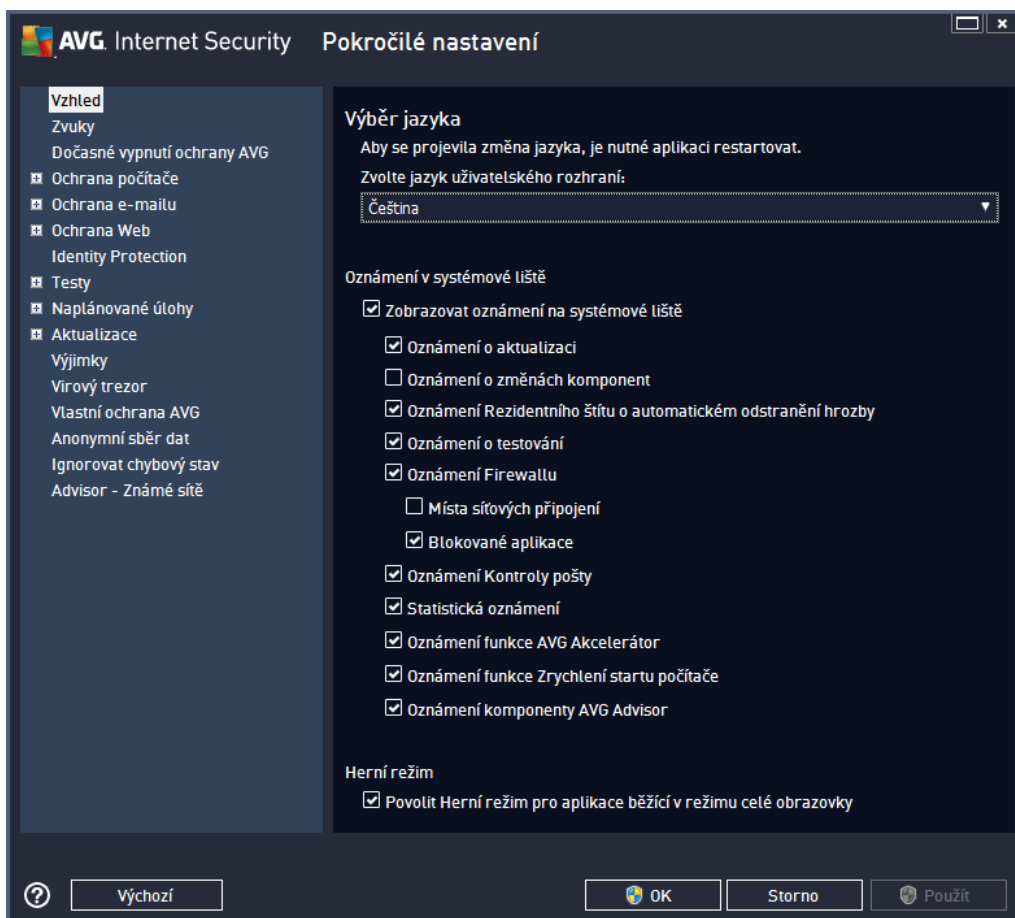 AVG. Internet Security Pokročilé nastavení
Vzhled
Zvuky
Dočasné vypnutí ochrany AVG
Ochrana počítače
Ochrana e-mailu
Ochrana Web
Identity Protection
Testy
Naplánované úlohy
Aktualizace
Výjimky
Virový trezor
Vlastní ochrana AVG
Anonymní sběr dat
Ignorovat chybový stav
Advisor - Známé sítě
Výběr jazyka
Aby se projevila změna jazyka, je nutné aplikaci restartovat.
Zvolte jazyk uživatelského rozhraní:
Čeština
Oznámení v systémové liště
Zobrazovat oznámení na systémové liště
Oznámení o aktualizaci
Oznámení o změnách komponent
Oznámení Rezidentního štítu o automatickém odstranění hrozby
Oznámení o testování
Oznámení Firewallu
Místa síťových připojení
Blokované aplikace
Oznámení Kontroly pošty
Statistická oznámení
Oznámení funkce AVG Akcelerátor
Oznámení funkce Zrychlení startu počítače
Oznámení komponenty AVG Advisor
Herní režim
Povolit Herní režim pro aplikace běžící v režimu celé obrazovky
? Výchozí OK Storno Použít